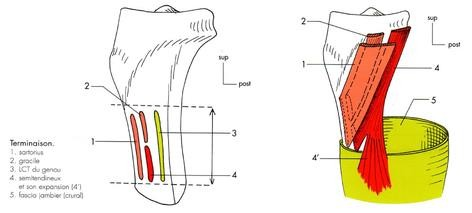 sup
post
2
1
3
4
Terminaison.
1. sartorius
2. gracile
3. LCT du genou
4. semitendineux
et son expansion (4')
5. fascia jambier (crural)
sup
post
2
1
4
5
4'